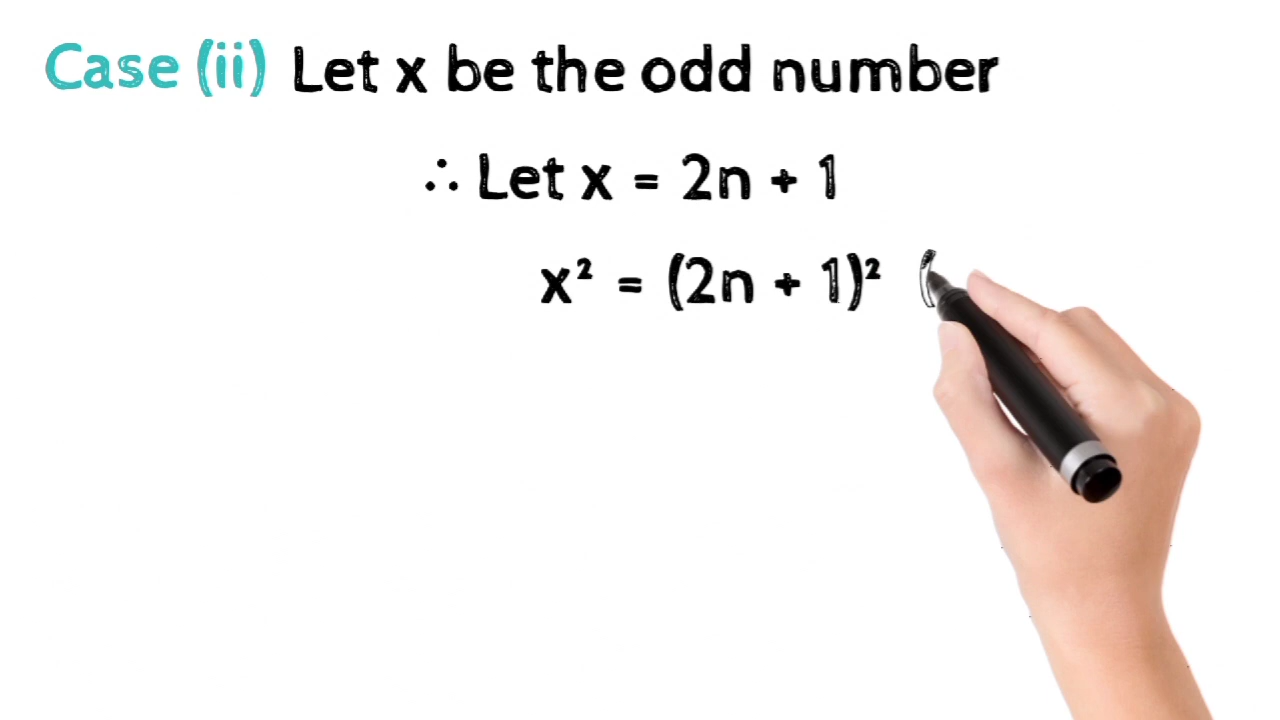 Case (ii) Let x be the odd number
∴ Let x = 2n + 1
x² = (2n + 1)² (